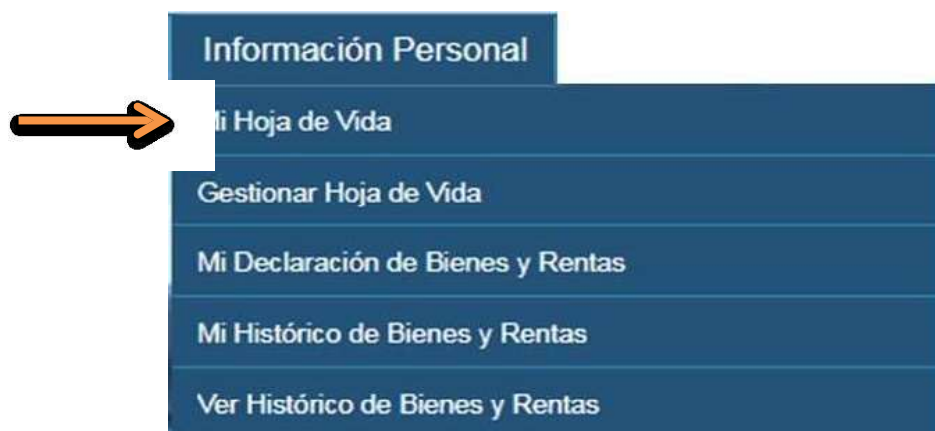 Información Personal
Mi Hoja de Vida
Gestionar Hoja de Vida
Mi Declaración de Bienes y Rentas
Mi Histórico de Bienes y Rentas
Ver Histórico de Bienes y Rentas